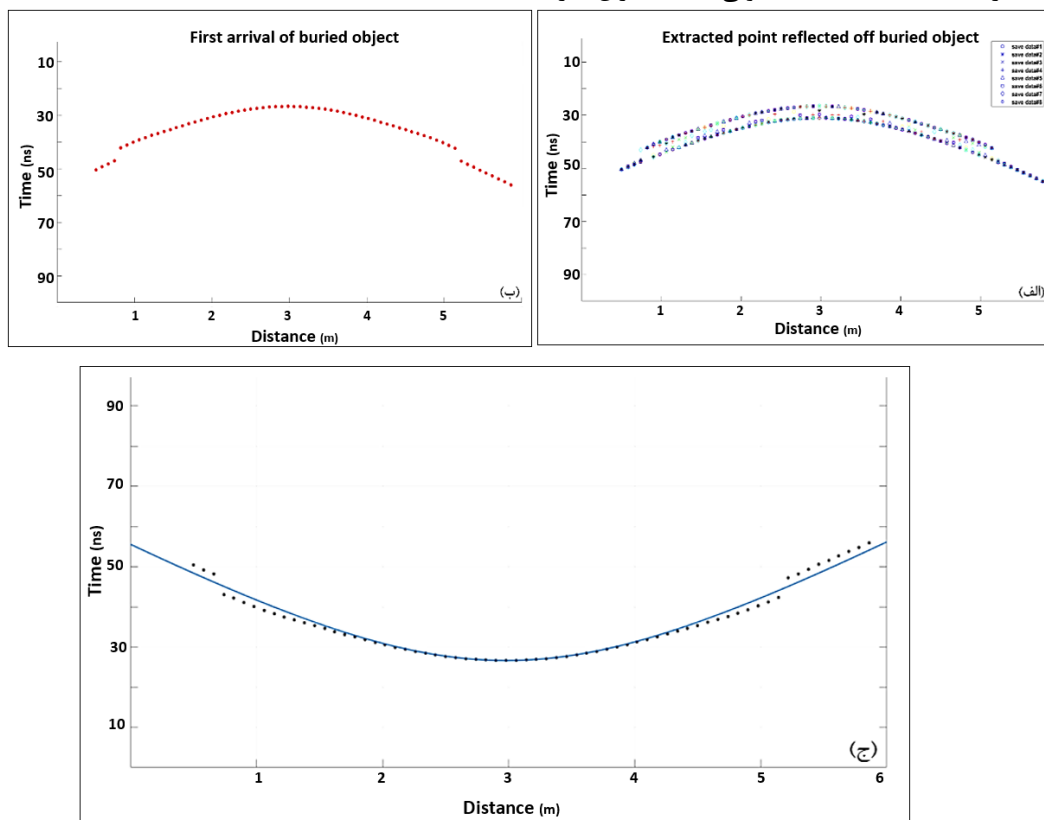 First arrival of buried object
10
30
50
70
90
Time (ns)
1
2
3
4
5
Distance (m)
(ب)
Extracted point reflected off buried object
save data#1
save data#2
save data#3
save data#4
save data#5
save data#6
save data#7
save data#8
10
30
50
70
90
Time (ns)
1
2
3
4
5
Distance (m)
(الف)
90
70
50
30
10
Time (ns)
1
2
3
4
5
6
Distance (m)
(ج)